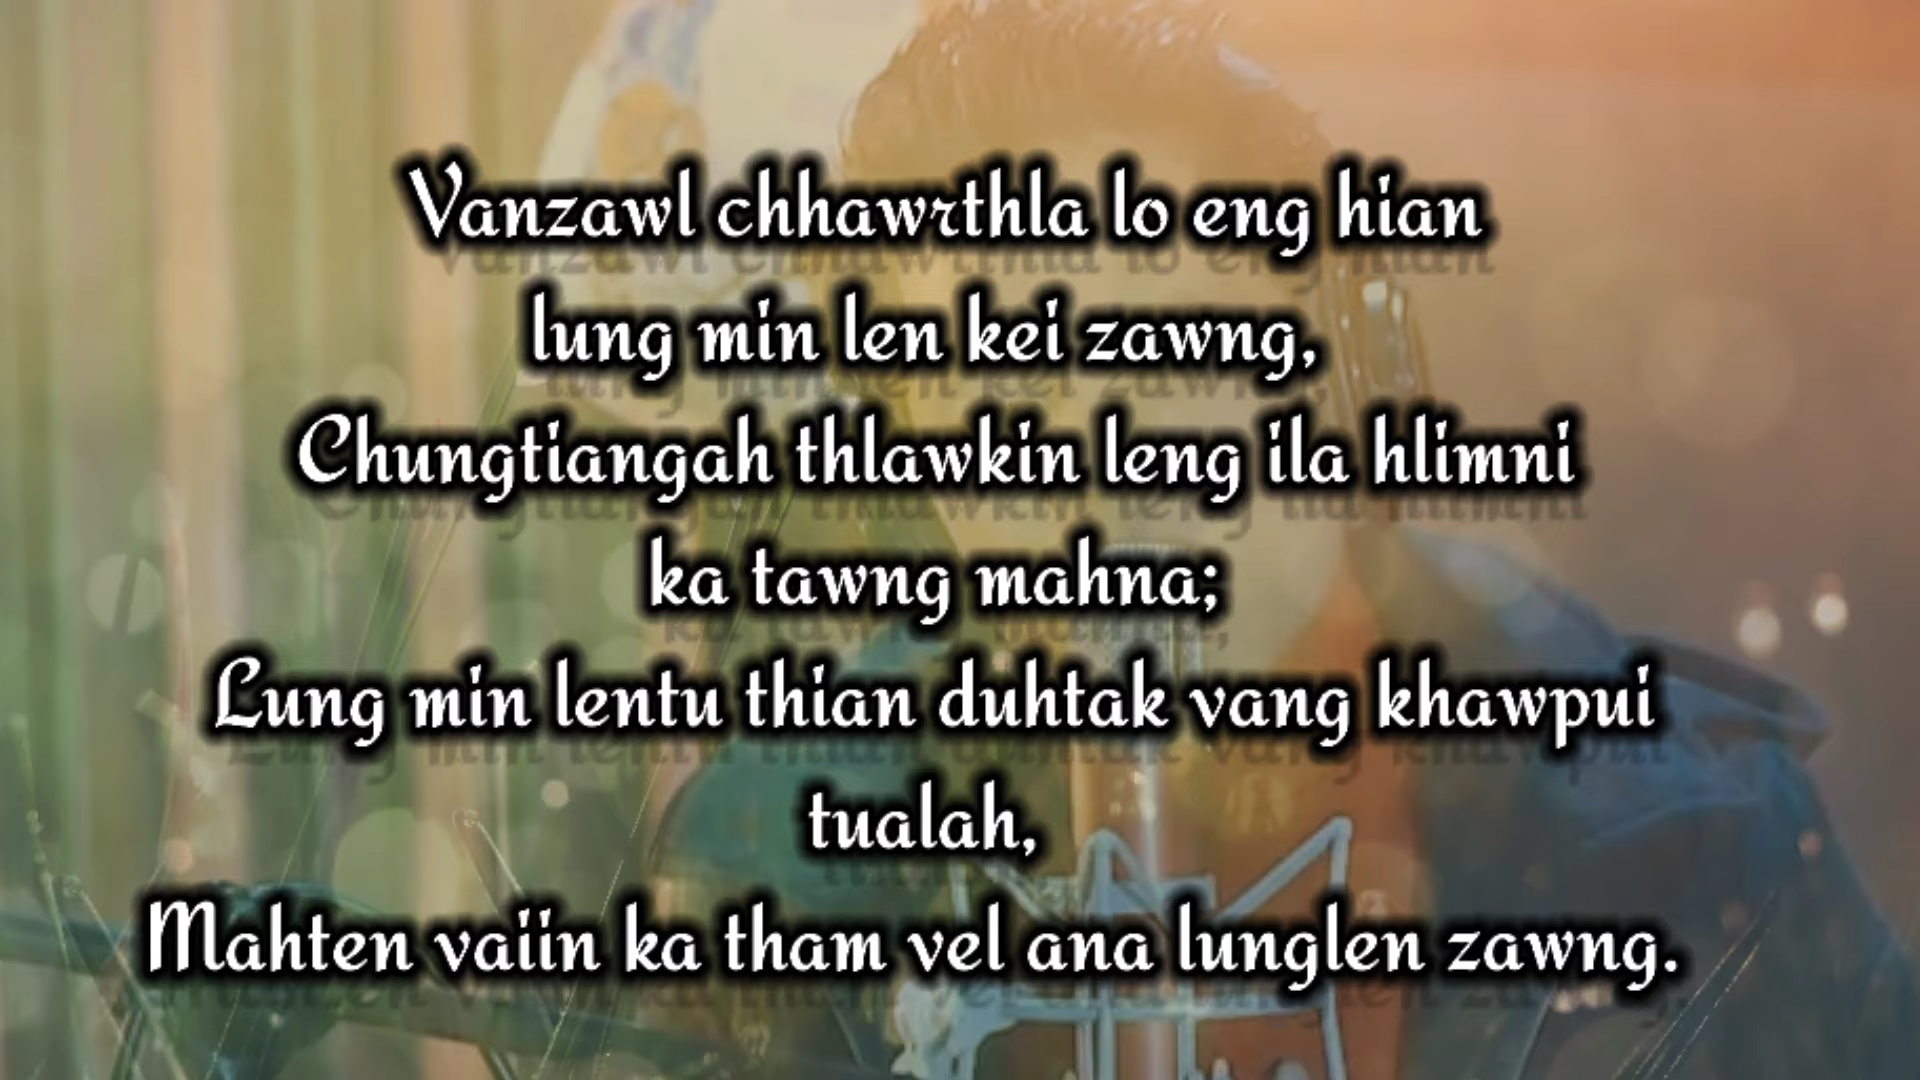 Vanzawl chhawrthla lo eng hian
lung min len kei zawng,
Chungtiangah thlawkin leng ila hlimni
ka tawng mahna;
Lung min lentu thian duhtak vang khawpui
tualah,
Mahten vaiin ka tham vel ana lunglen zawng.